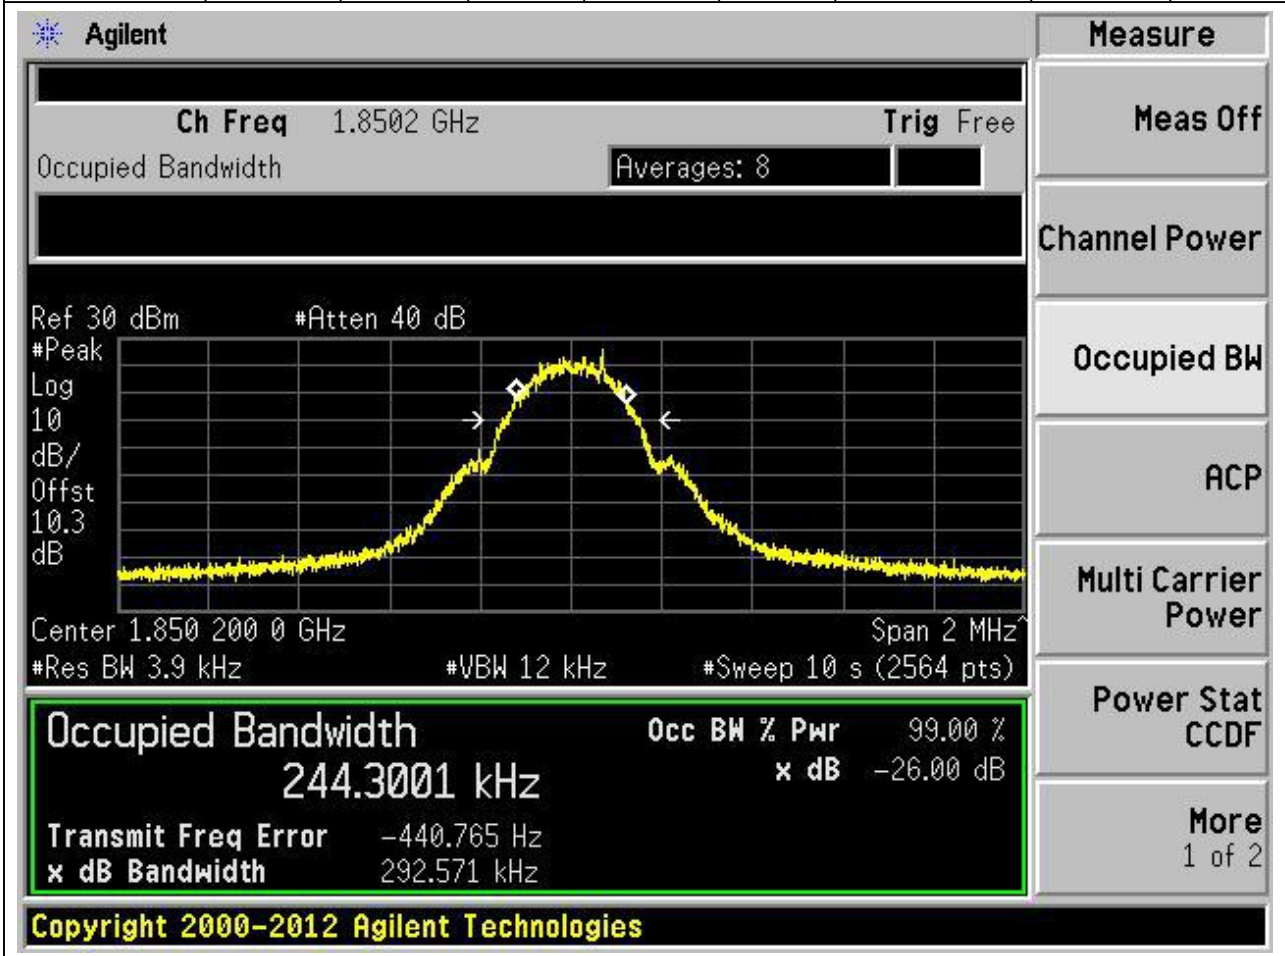 Agilent
Measure
Ch Freq 1.8502 GHz Trig Free
Occupied Bandwidth Averages: 8
Meas Off
Channel Power
Occupied BW
ACP
Multi Carrier
Power
Power Stat
CCDF
More
1 of 2
Ref 30 dBm #Atten 40 dB
#Peak
Log
10
dB/
Offst
10.3
dB
Center 1.850 200 0 GHz Span 2 MHz^
#Res BW 3.9 kHz #VBW 12 kHz #Sweep 10 s (2564 pts)
Occupied Bandwidth Occ BW % Pwr 99.00 %
244.3001 kHz x dB -26.00 dB
Transmit Freq Error -440.765 Hz
x dB Bandwidth 292.571 kHz
Copyright 2000-2012 Agilent Technologies